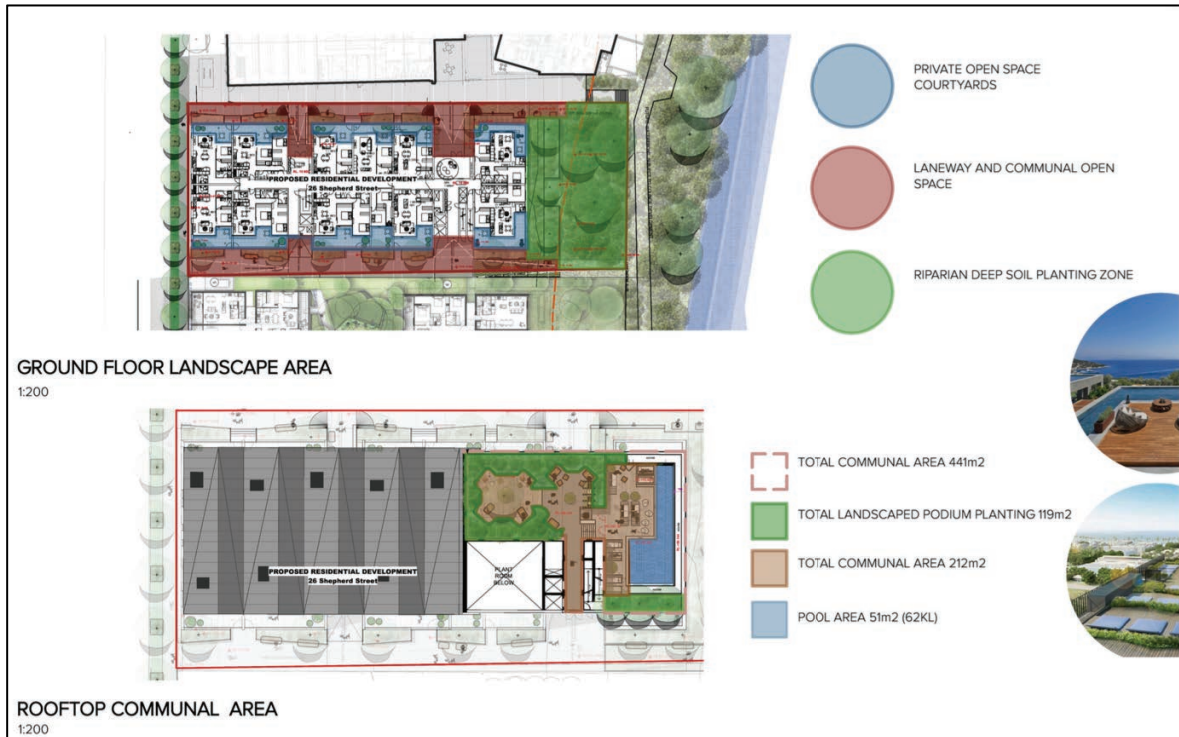 PROPOSED RESIDENTIAL DEVELOPMENT
26 Shepherd Street
PRIVATE OPEN SPACE
COURTYARDS
LANEWAY AND COMMUNAL OPEN
SPACE
RIPARIAN DEEP SOIL PLANTING ZONE
GROUND FLOOR LANDSCAPE AREA
1:200
PROPOSED RESIDENTIAL DEVELOPMENT
26 Shepherd Street
PLANT
ROOM
BELOW
TOTAL COMMUNAL AREA 441m2
TOTAL LANDSCAPED PODIUM PLANTING 119m2
TOTAL COMMUNAL AREA 212m2
POOL AREA 51m2 (62KL)
ROOFTOP COMMUNAL AREA
1:200